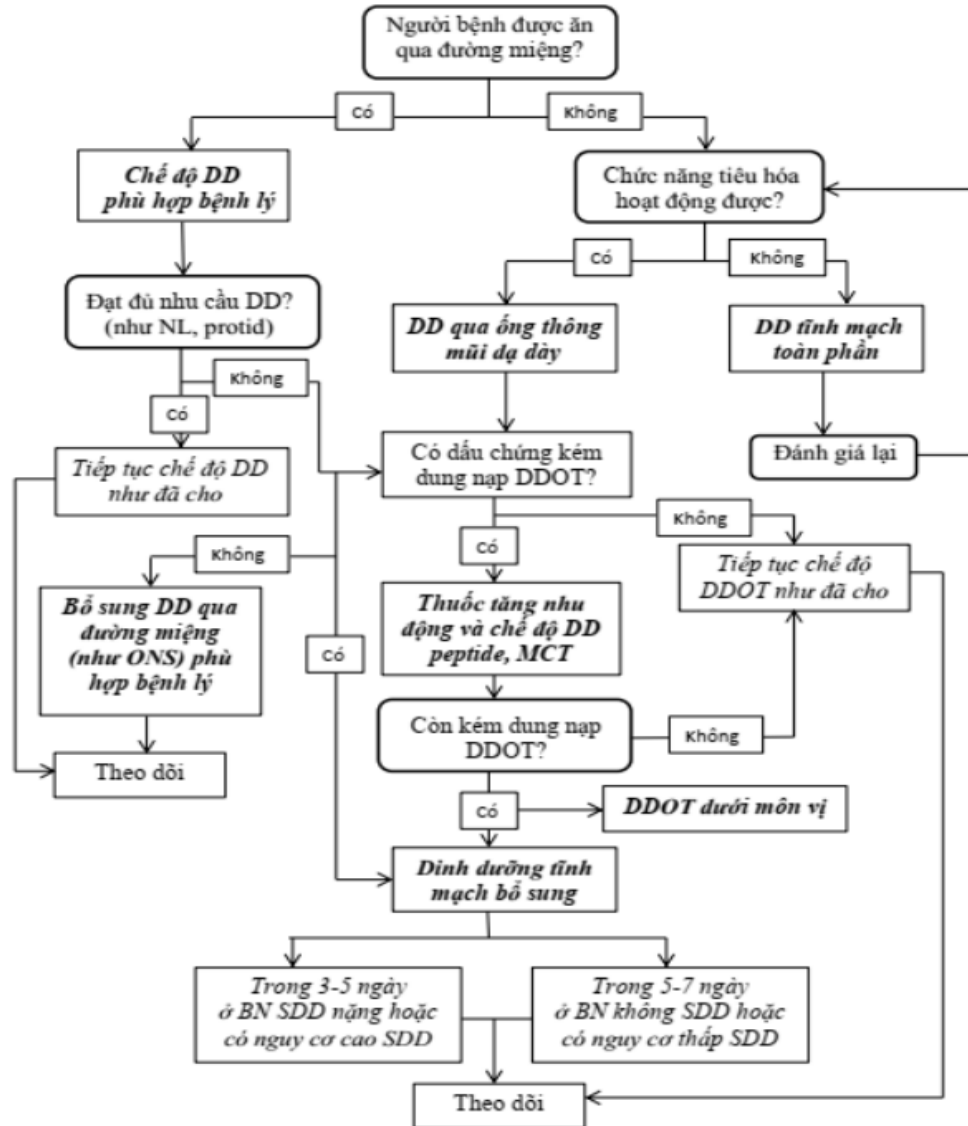 Người bệnh được ăn
qua đường miệng?
Có
Không
Chế độ DD
phù hợp bệnh lý
Chức năng tiêu hóa
hoạt động được?
Có
Không
Đạt đủ nhu cầu DD?
(như NL, protid)
DD qua ống thông
mũi dạ dày
DD tĩnh mạch
toàn phần
Không
Có
Tiếp tục chế độ DD
như đã cho
Có dấu chứng kém
dung nạp DDOT?
Đánh giá lại
Không
Có
Không
Bổ sung DD qua
đường miệng
(như ONS) phù
hợp bệnh lý
Có
Thuốc tăng nhu
động và chế độ DD
peptide, MCT
Tiếp tục chế độ
DDOT như đã cho
Còn kém dung nạp
DDOT?
Không
Theo dõi
Có
DDOT dưới môn vị
Dinh dưỡng tĩnh
mạch bổ sung
Trong 3-5 ngày
ở BN SDD nặng hoặc
có nguy cơ cao SDD
Trong 5-7 ngày
ở BN không SDD hoặc
có nguy cơ thấp SDD
Theo dõi